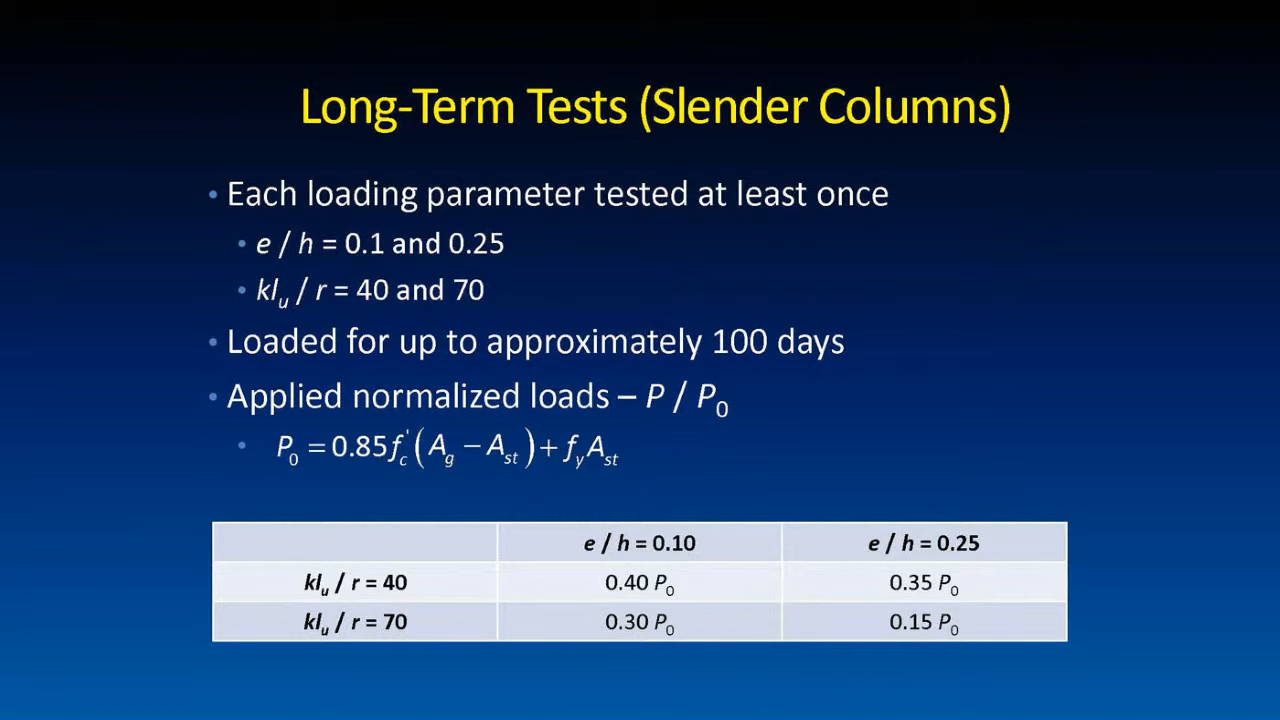 Long-Term Tests (Slender Columns)
• Each loading parameter tested at least once
• e / h = 0.1 and 0.25
• klu / r = 40 and 70
• Loaded for up to approximately 100 days
• Applied normalized loads – P / P0
• P0 = 0.85f'c (Ag − Ast) + fyAst
e / h = 0.10 e / h = 0.25
klu / r = 40 0.40 P0 0.35 P0
klu / r = 70 0.30 P0 0.15 P0